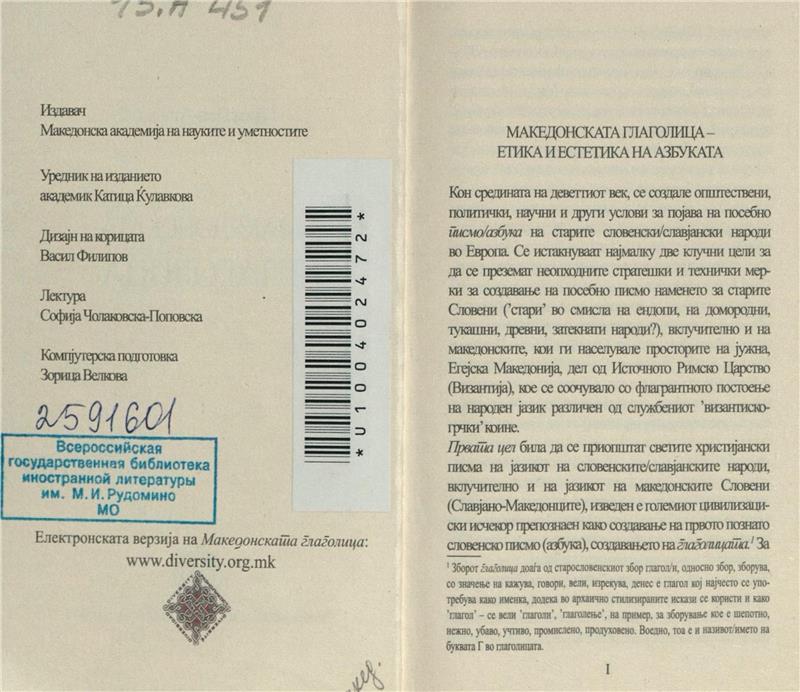 13.A 451
Издавач
Македонска академија на науките и уметностите
Уредник на изданието
академик Катица Ќулавкова
Дизајн на корицата
Васил Филипов
Лектура
Софија Чолаковска-Поповска
Компјутерска подготовка
Зорица Велкова
2591601
Всероссийская
государственная библиотека
иностранной литературы
им. М.И.Рудомино
МО
*U100402472*
Електронската верзија на Македонската глаголица:
www.diversity.org.mk
МАКЕДОНСКАТА ГЛАГОЛИЦА –
ЕТИКА И ЕСТЕТИКА НА АЗБУКАТА
Кон средината на деветтиот век, се создале општествени,
политички, научни и други услови за појава на посебно
писмо/азбука на старите словенски/славјански народи
во Европа. Се истакнуваат најмалку две клучни цели за
да се преземат неопходните стратешки и технички мер-
ки за создавање на посебно писмо наменето за старите
Словени ('стари' во смисла на ендопи, на домородни,
тукашни, древни, затекнати народи?), вклучително и на
македонските, кои ги населувале просторите на јужна,
Егејска Македонија, дел од Источното Римско Царство
(Византија), кое се соочувало со флагрантното постоење
на народен јазик различен од службениот 'византиско-
грчки' коине.
Првата цел била да се приопштат светите христијански
писма на јазикот на словенските/славјанските народи,
вклучително и на јазикот на македонските Словени
(Славјано-Македонците), изведен е големиот цивилизаци-
ски исчекор препознаен како создавање на првото познато
словенско писмо (азбука), создавањето на глаголицата.¹ За
¹ Зборот глаголица доаѓа од старословенскиот збор глагол/и, односно збор, зборува,
со значење на кажува, говори, вели, изрекува, денес е глагол кој најчесто се упо-
требува како именка, додека во архаично стилизираните искази се користи и како
'глагол' – се вели 'глаголи', 'глаголење', на пример, за зборување кое е шепотно,
нежно, убаво, учтиво, промислено, продуховено. Воедно, тоа е и називот/името на
буквата Г во глаголицата.
I